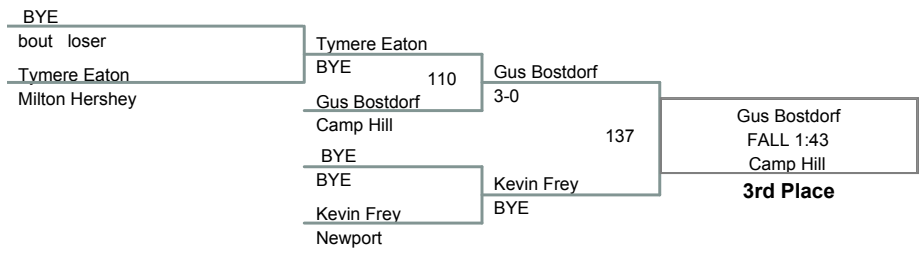 BYE
bout loser
Tymere Eaton
Milton Hershey
Tymere Eaton
BYE
110
Gus Bostdorf
Camp Hill
BYE
BYE
Kevin Frey
Newport
Gus Bostdorf
3-0
137
Kevin Frey
BYE
Gus Bostdorf
FALL 1:43
Camp Hill
3rd Place